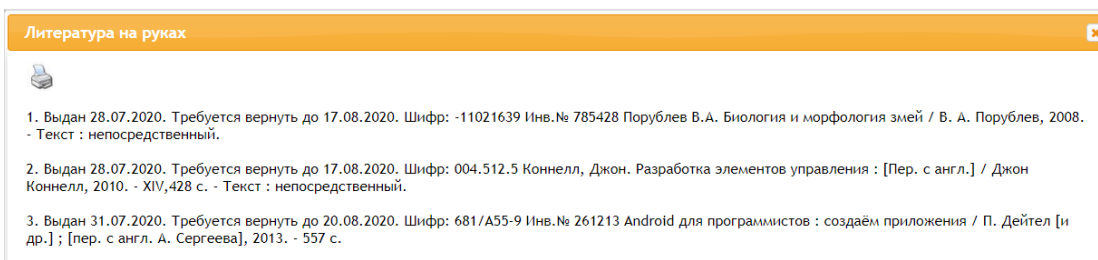 Литература на руках
1. Выдан 28.07.2020. Требуется вернуть до 17.08.2020. Шифр: -11021639 Инв.№ 785428 Порублев В.А. Биология и морфология змей / В. А. Порублев, 2008.
- Текст : непосредственный.
2. Выдан 28.07.2020. Требуется вернуть до 17.08.2020. Шифр: 004.512.5 Коннелл, Джон. Разработка элементов управления : [Пер. с англ.] / Джон
Коннелл, 2010. - XIV,428 с. - Текст : непосредственный.
3. Выдан 31.07.2020. Требуется вернуть до 20.08.2020. Шифр: 681/А55-9 Инв.№ 261213 Android для программистов : создаём приложения / П. Дейтел [и
др.] ; [пер. с англ. А. Сергеева], 2013. - 557 с.